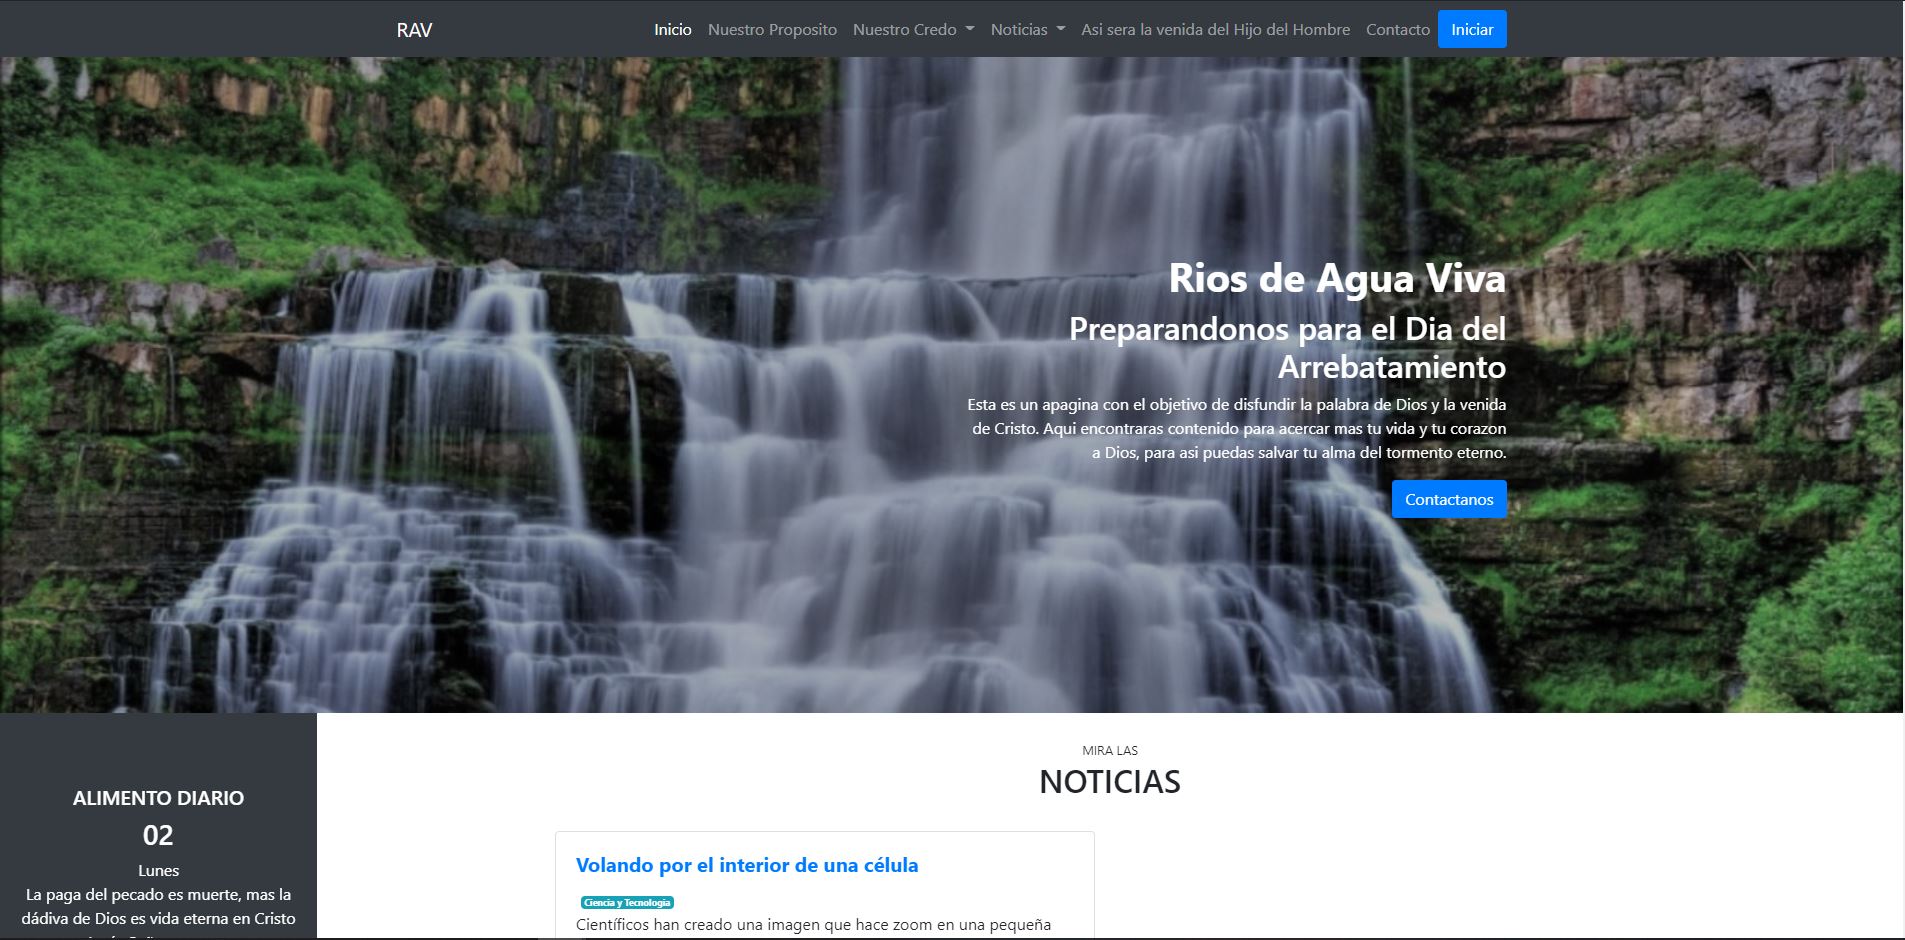 RAV
Inicio Nuestro Proposito Nuestro Credo Noticias Asi sera la venida del Hijo del Hombre Contacto Iniciar
Rios de Agua Viva
Preparandonos para el Dia del
Arrebatamiento
Esta es un apagina con el objetivo de disfundir la palabra de Dios y la venida
de Cristo. Aqui encontraras contenido para acercar mas tu vida y tu corazon
a Dios, para asi puedas salvar tu alma del tormento eterno.
Contactanos
ALIMENTO DIARIO
02
Lunes
La paga del pecado es muerte, mas la
dádiva de Dios es vida eterna en Cristo
MIRA LAS
NOTICIAS
Volando por el interior de una célula
Ciencia y Tecnologia
Científicos han creado una imagen que hace zoom en una pequeña